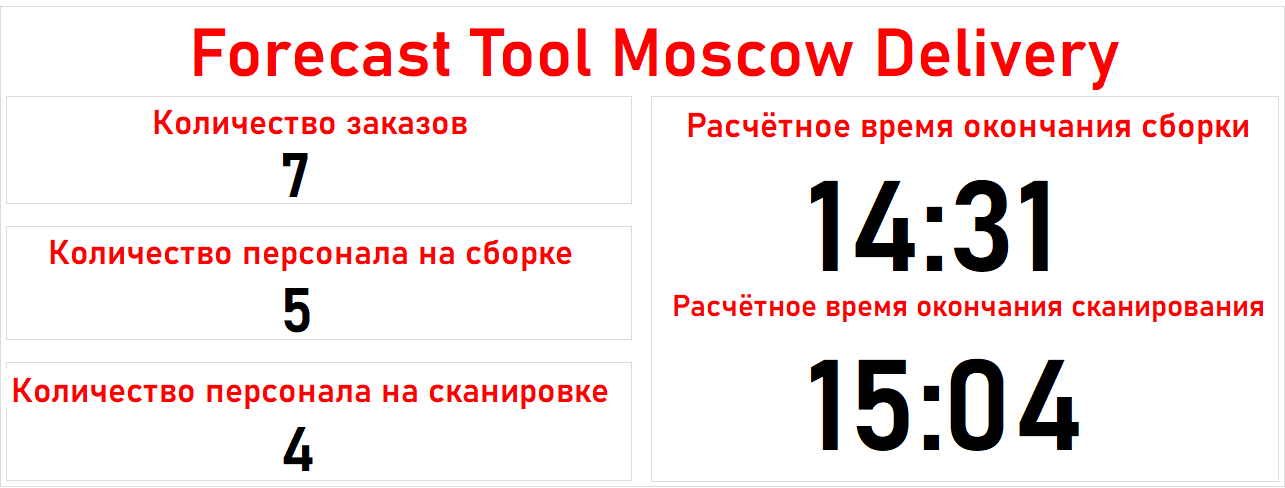 Forecast Tool Moscow Delivery
Количество заказов
7
Количество персонала на сборке
5
Количество персонала на сканировке
4
Расчётное время окончания сборки
14:31
Расчётное время окончания сканирования
15:04